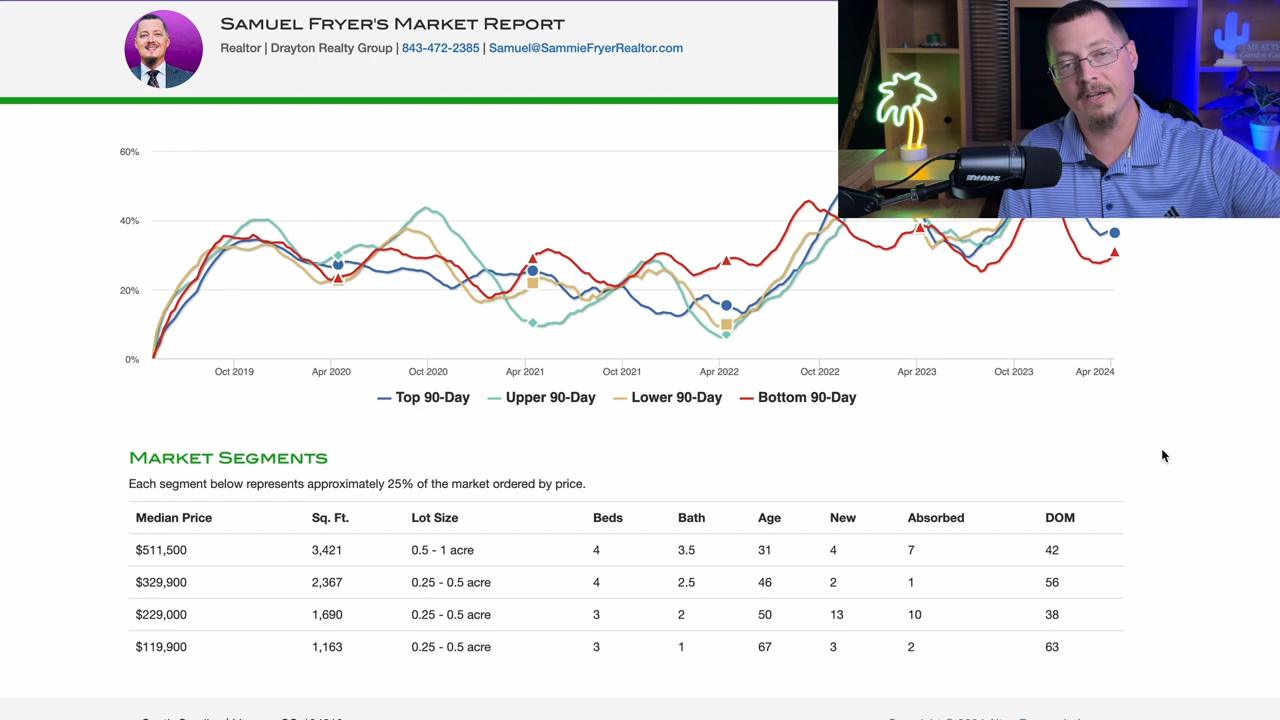 SAMUEL FRYER'S MARKET REPORT
Realtor | Drayton Realty Group | 843-472-2385 | Samuel@SammieFryerRealtor.com
60%
40%
20%
0%
Oct 2019 Apr 2020 Oct 2020 Apr 2021 Oct 2021 Apr 2022 Oct 2022 Apr 2023 Oct 2023 Apr 2024
Top 90-Day Upper 90-Day Lower 90-Day Bottom 90-Day
SHURE
MARKET SEGMENTS
Each segment below represents approximately 25% of the market ordered by price.
Median Price Sq. Ft. Lot Size Beds Bath Age New Absorbed DOM
$511,500 3,421 0.5 - 1 acre 4 3.5 31 4 7 42
$329,900 2,367 0.25 - 0.5 acre 4 2.5 46 2 1 56
$229,000 1,690 0.25 - 0.5 acre 3 2 50 13 10 38
$119,900 1,163 0.25 - 0.5 acre 3 1 67 3 2 63